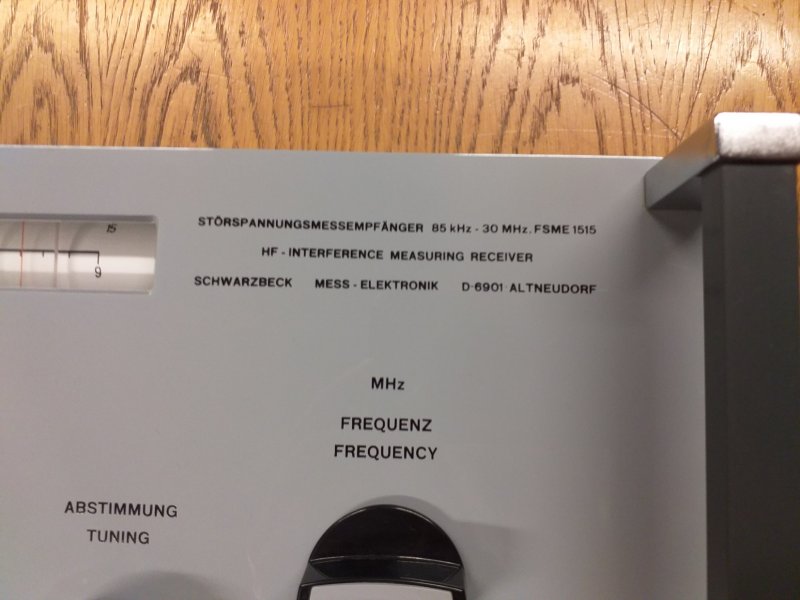 15
9
STÖRSPANNUNGSMESSEMPFÄNGER 85 kHz - 30 MHz. FSME 1515
HF - INTERFERENCE MEASURING RECEIVER
SCHWARZBECK MESS - ELEKTRONIK D-6901 ALTNEUDORF
MHz
FREQUENZ
FREQUENCY
ABSTIMMUNG
TUNING